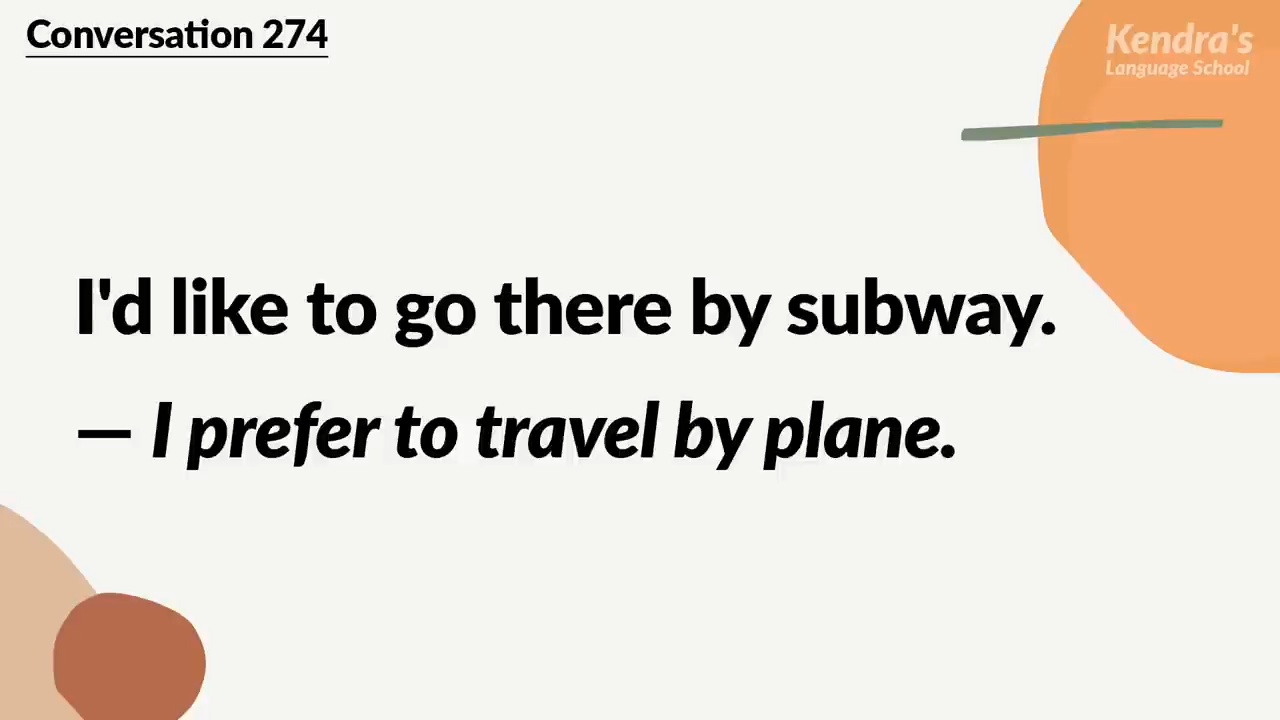 Conversation 274
Kendra's
Language School
I'd like to go there by subway.
— I prefer to travel by plane.